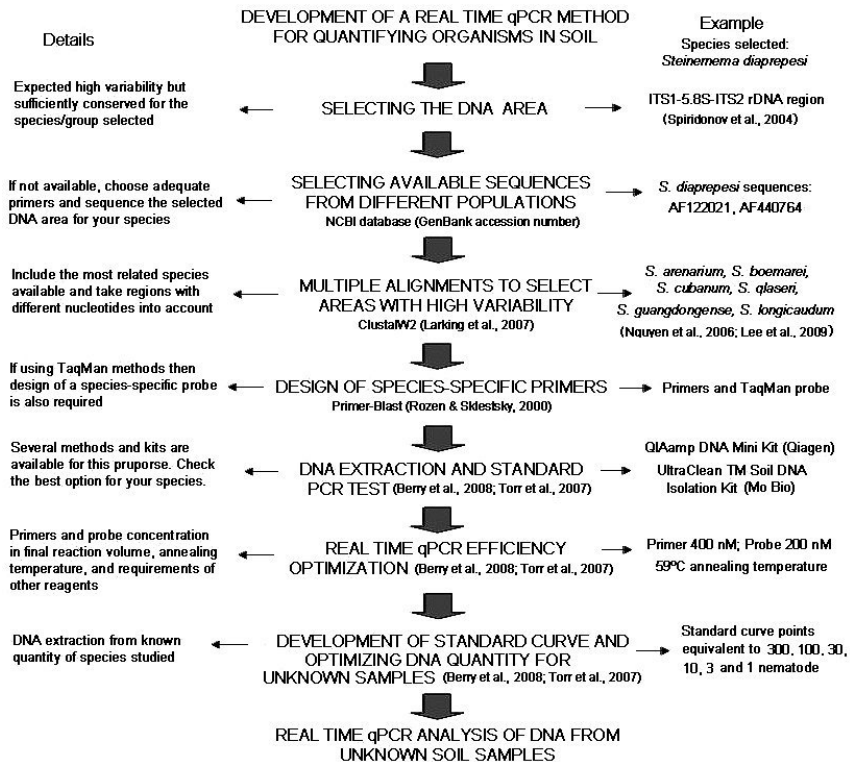 DEVELOPMENT OF A REAL TIME qPCR METHOD
FOR QUANTIFYING ORGANISMS IN SOIL
Details
Example
Species selected:
Steinernema diaprepesi
Expected high variability but
sufficiently conserved for the
species/group selected
SELECTING THE DNA AREA
ITS1-5.8S-ITS2 rDNA region
(Spiridonov et al., 2004)
If not available, choose adequate
primers and sequence the selected
DNA area for your species
SELECTING AVAILABLE SEQUENCES
FROM DIFFERENT POPULATIONS
NCBI database (GenBank accession number)
S. diaprepesi sequences:
AF122021, AF440764
Include the most related species
available and take regions with
different nucleotides into account
MULTIPLE ALIGNMENTS TO SELECT
AREAS WITH HIGH VARIABILITY
ClustalW2 (Larking et al., 2007)
S. arenarium, S. boemarei,
S. cubanum, S. glaseri,
S. guangdongense, S. longicaudum
(Nguyen et al., 2006; Lee et al., 2009)
If using TaqMan methods then
design of a species-specific probe
is also required
DESIGN OF SPECIES-SPECIFIC PRIMERS
Primer-Blast (Rozen & Sklestsky, 2000)
Primers and TaqMan probe
Several methods and kits are
available for this pruporse. Check
the best option for your species.
DNA EXTRACTION AND STANDARD
PCR TEST (Berry et al., 2008; Torr et al., 2007)
QIAamp DNA Mini Kit (Qiagen)
UltraClean TM Soil DNA
Isolation Kit (Mo Bio)
Primers and probe concentration
in final reaction volume, annealing
temperature, and requirements of
other reagents
REAL TIME qPCR EFFICIENCY
OPTIMIZATION (Berry et al., 2008; Torr et al., 2007)
Primer 400 nM; Probe 200 nM
59ºC annealing temperature
DNA extraction from known
quantity of species studied
DEVELOPMENT OF STANDARD CURVE AND
OPTIMIZING DNA QUANTITY FOR
UNKNOWN SAMPLES (Berry et al., 2008; Torr et al., 2007)
Standard curve points
equivalent to 300, 100, 30,
10, 3 and 1 nematode
REAL TIME qPCR ANALYSIS OF DNA FROM
UNKNOWN SOIL SAMPLES